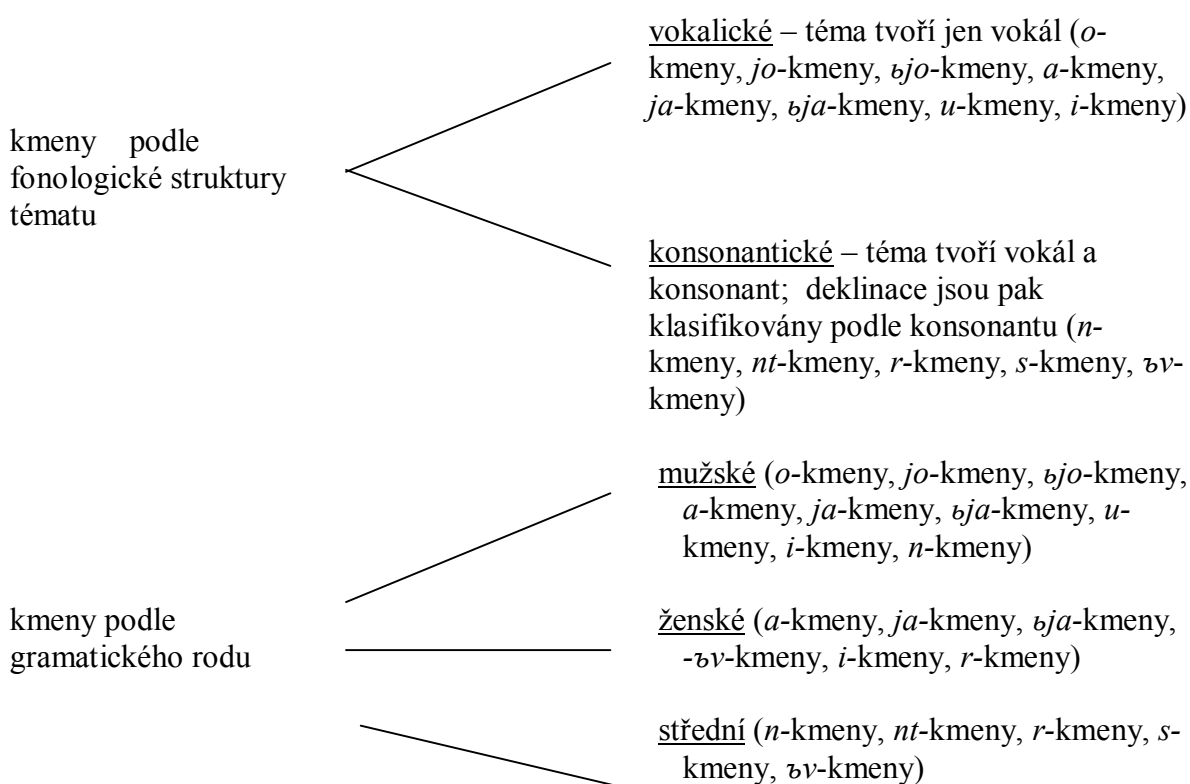 vokalické – téma tvoří jen vokál (o-
kmeny, jo-kmeny, ьjo-kmeny, a-kmeny,
ja-kmeny, ьja-kmeny, u-kmeny, i-kmeny)
kmeny podle
fonologické struktury
tématu
konsonantické – téma tvoří vokál a
konsonant; deklinace jsou pak
klasifikovány podle konsonantu (n-
kmeny, nt-kmeny, r-kmeny, s-kmeny, ъv-
kmeny)
mužské (o-kmeny, jo-kmeny, ьjo-kmeny,
a-kmeny, ja-kmeny, ьja-kmeny, u-
kmeny, i-kmeny, n-kmeny)
kmeny podle
gramatického rodu
ženské (a-kmeny, ja-kmeny, ьja-kmeny,
-ъv-kmeny, i-kmeny, r-kmeny)
střední (n-kmeny, nt-kmeny, r-kmeny, s-
kmeny, ъv-kmeny)